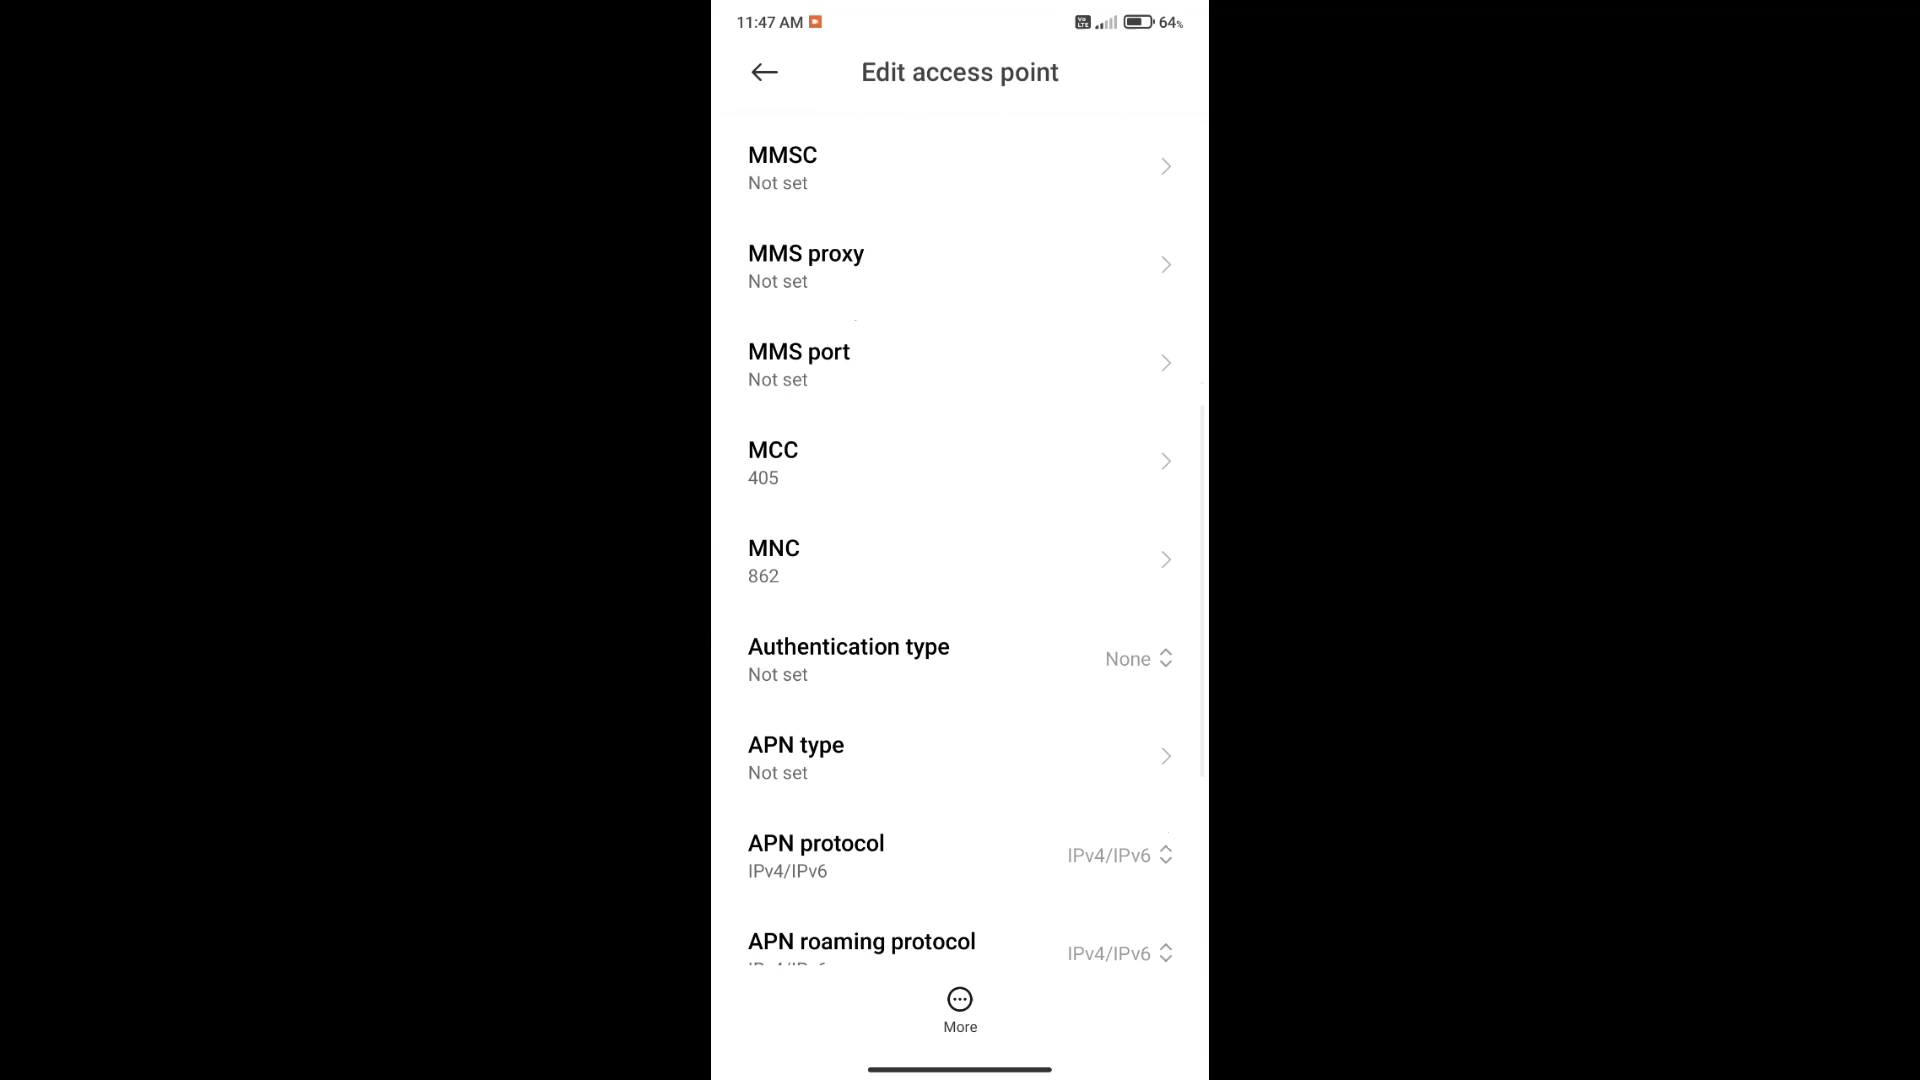 11:47 AM
Vo LTE
64%
Edit access point
MMSC
Not set
MMS proxy
Not set
MMS port
Not set
MCC
405
MNC
862
Authentication type
Not set
None
APN type
Not set
APN protocol
IPv4/IPv6
IPv4/IPv6
APN roaming protocol
IPv4/IPv6
More